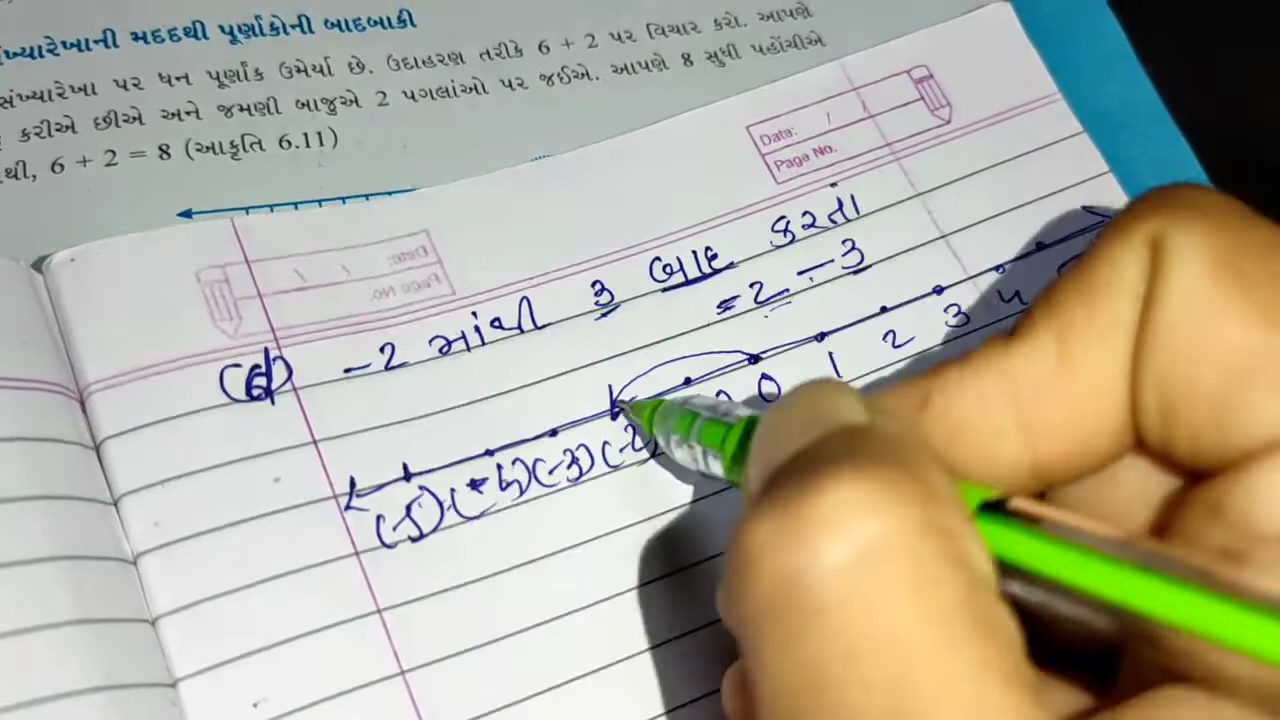 ખ્યારેખાની મદદથી પૂર્ણાંકોની બાદબાકી
સંખ્યારેખા પર ધન પૂર્ણાંક ઉમેર્યા છે. ઉદાહરણ તરીકે 6 + 2 પર વિચાર કરો. આપણે
કરીએ છીએ અને જમણી બાજુએ 2 પગલાંઓ પર જઈએ. આપણે 8 સુધી પહોંચીએ
થી, 6 + 2 = 8 (આકૃતિ 6.11)
Date: / /
Page No.
(d) -2 માંથી 3 બાદ કરતાં
-2 - 3
(-5) (-4) (-3) (-2) 0 1 2 3 4